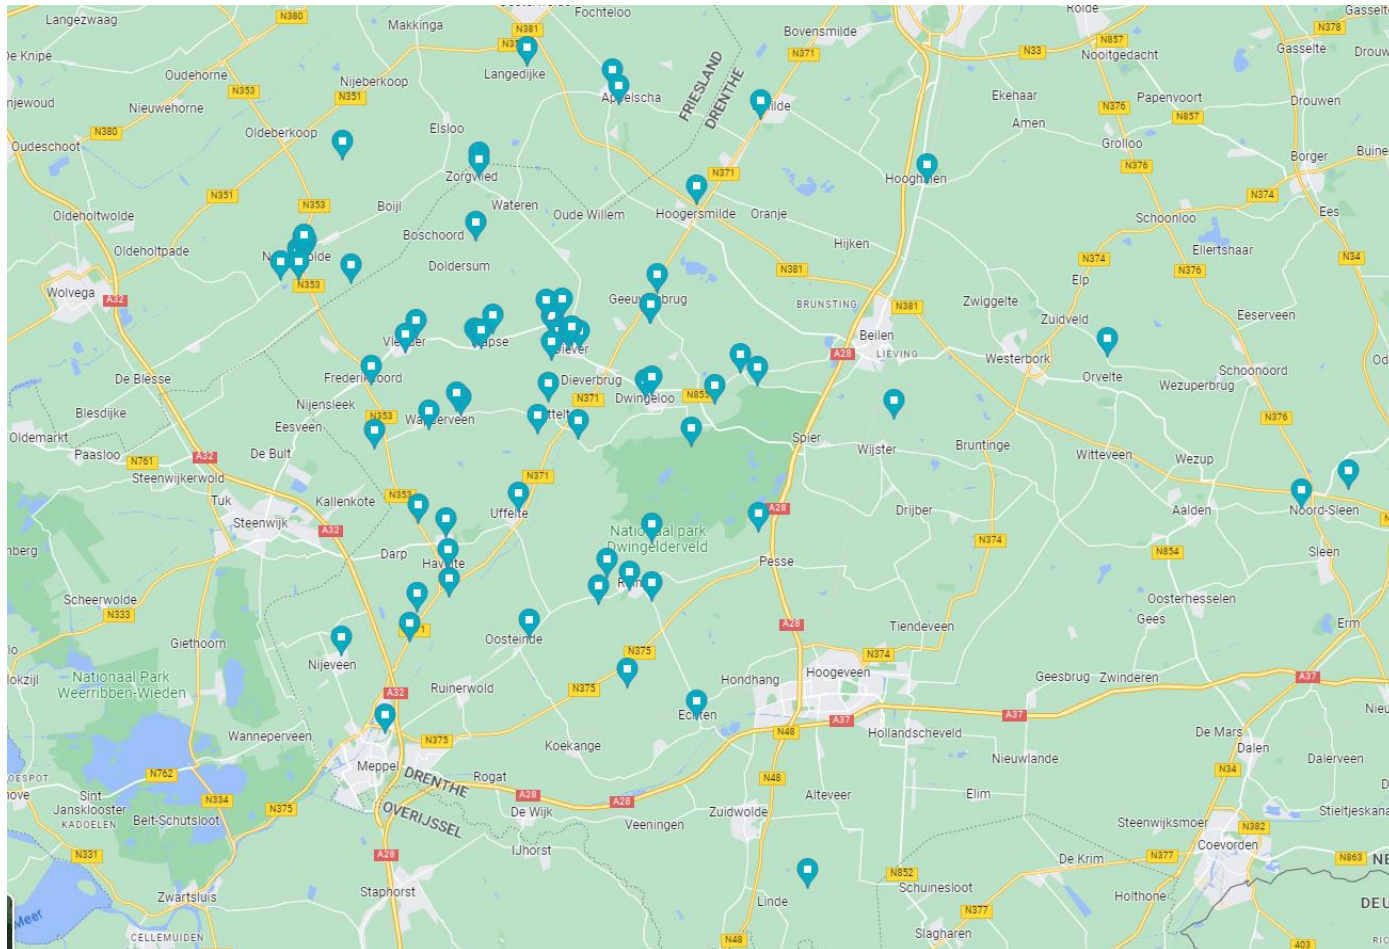 Langezwaag
N380
Makkinga
Fochteloo
N381
Bovensmilde
Rolde
Gasselte
N378
De Knipe
Langedijke
N371
N33
N857
Nooitgedacht
Gasselte
Oudehorne
Nijeberkoop
N353
N351
Appelscha
FRIESLAND
DRENTHE
Ekehaar
N376
Papenvoort
Drouwen
Nieuwehorne
N857
Amen
N380
Oldeberkoop
Elsloo
Grolloo
Oudeschoot
Borger
Zorgvlied
N371
Hooghalen
N376
N351
N353
Boijl
Wateren
N374
Oldeholtwolde
Oude Willem
Hoogersmilde
Oranje
Schoonloo
Ees
Boschoord
Oldeholtpade
Hijken
Ellertshaar
N34
Doldersum
N374
N381
N376
Elp
Wolvega
A32
N353
Geeuwenbrug
BRUNSTING
N381
Zwiggelte
Eeserveen
Zuidveld
Vledder
Wapse
Diever
Beilen
A28
LIEVING
Westerbork
De Blesse
Frederiksoord
Dieverbrug
Orvelte
Schoonoord
Wezuperbrug
Nijensleek
N371
Dwingeloo
N855
Blesdijke
N353
Wapserveen
Eesveen
N376
Oldemarkt
Spier
Paasloo
De Bult
A32
Wijster
Bruntinge
Witteveen
Wezup
N761
Steenwijkerwold
N371
Tuk
Kallenkote
N353
Uffelte
Steenwijk
A28
Drijber
Aalden
Noord-Sleen
A32
Nationaal park
Dwingelderveld
Darp
Havelte
N374
N854
Sleen
Pesse
Scheerwolde
Oosterhesselen
N333
Giethoorn
Oosteinde
A28
Tiendeveen
Gees
Erm
Nijeveen
N375
N374
Nationaal Park
Weerribben-Wieden
Hoogeveen
Hondhang
Geesbrug
Zwinderen
A37
Ruinerwold
A32
N375
Echten
A37
A37
Wanneperveen
N375
Koekange
N48
Hollandscheveld
De Mars
Dalen
Nieuwlande
Dalerveen
Meppel
DRENTHE
N762
Rogat
N48
N34
Sint
Jansklooster
KADOELEN
N334
A28
A28
Alteveer
Elim
Belt-Schutsloot
N375
OVERIJSSEL
De Wijk
Veeningen
Zuidwolde
Steenwijksmoer
N382
N331
A28
IJhorst
Coevorden
De Krim
N377
N863
Staphorst
N852
Schuinesloot
Zwartsluis
Linde
Holthone
N377
Meer
Slagharen
CELLEMUIDEN
N48
403